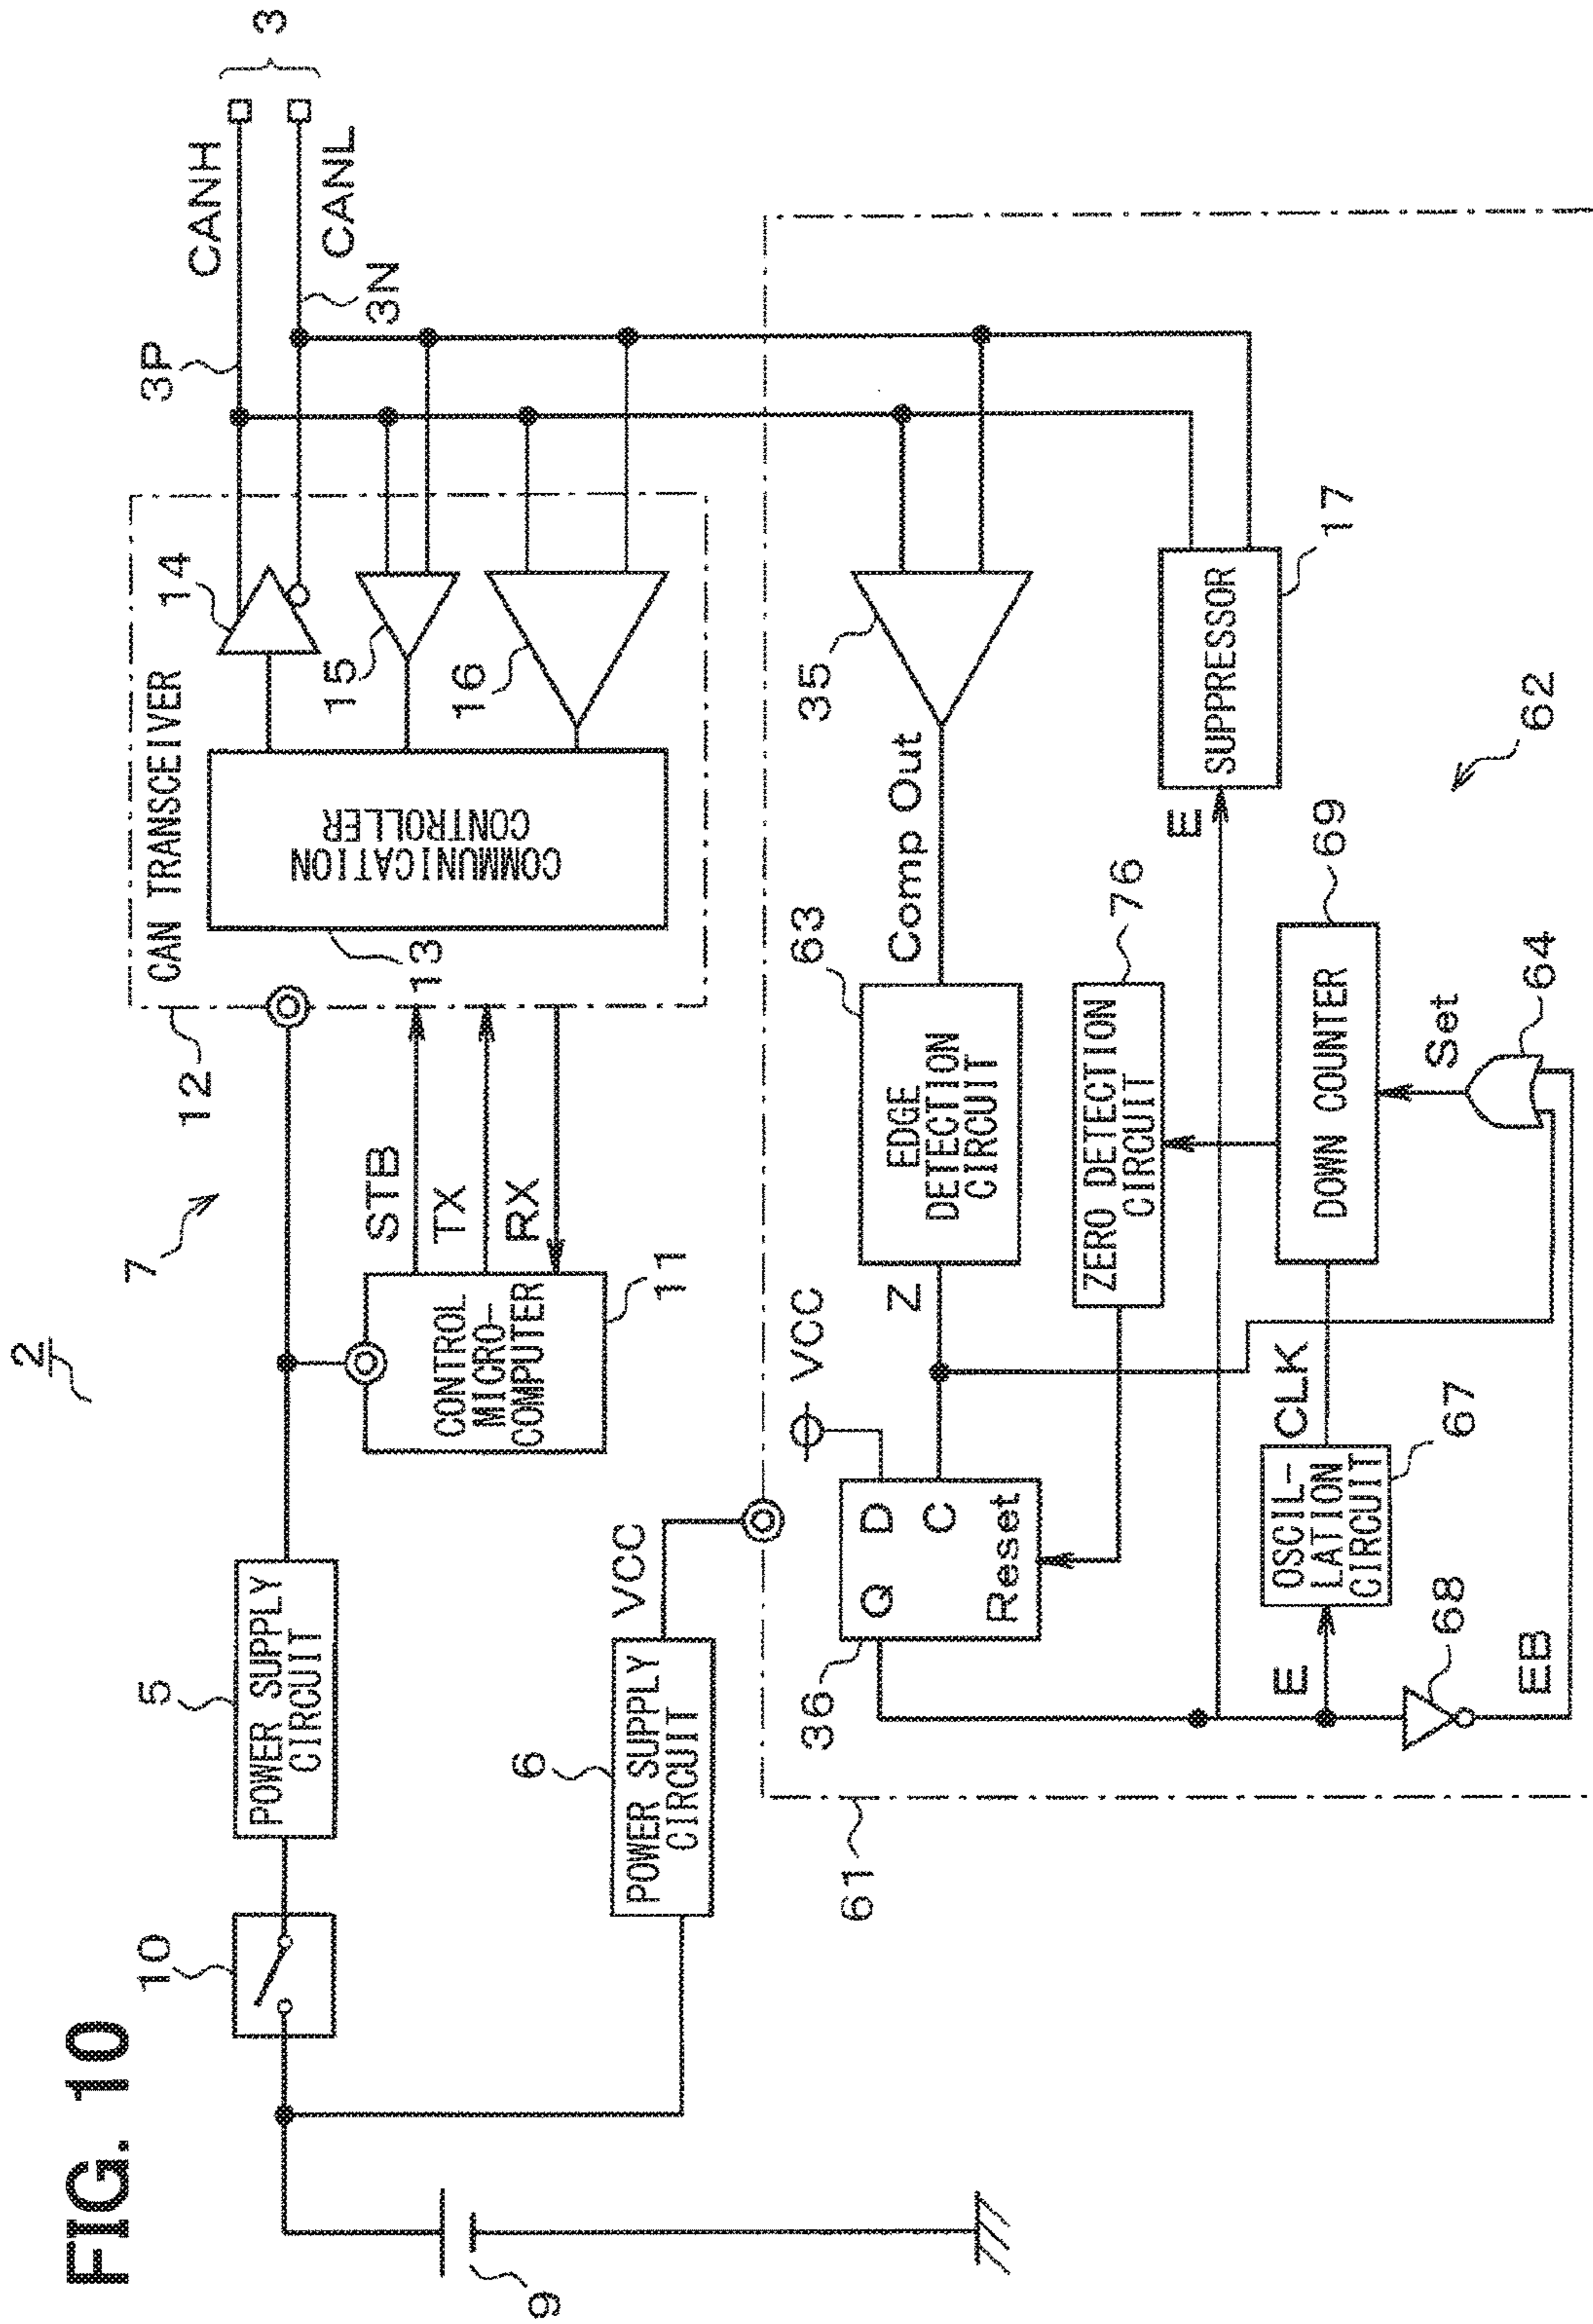 FIG. 10
2
7
9
10
5
POWER SUPPLY
CIRCUIT
6
POWER SUPPLY
CIRCUIT
VCC
CONTROL
MICRO-
COMPUTER
11
STB
TX
RX
12
CAN TRANSCEIVER
13
COMMUNICATION
CONTROLLER
14
15
16
3P
CANH
3N
CANL
3
61
36
Q
D
C
Reset
VCC
Z
63
EDGE
DETECTION
CIRCUIT
Comp Out
35
ZERO DETECTION
CIRCUIT
76
E
SUPPRESSOR
17
E
OSCIL-
LATION
CIRCUIT
67
CLK
DOWN COUNTER
69
68
EB
Set
64
62